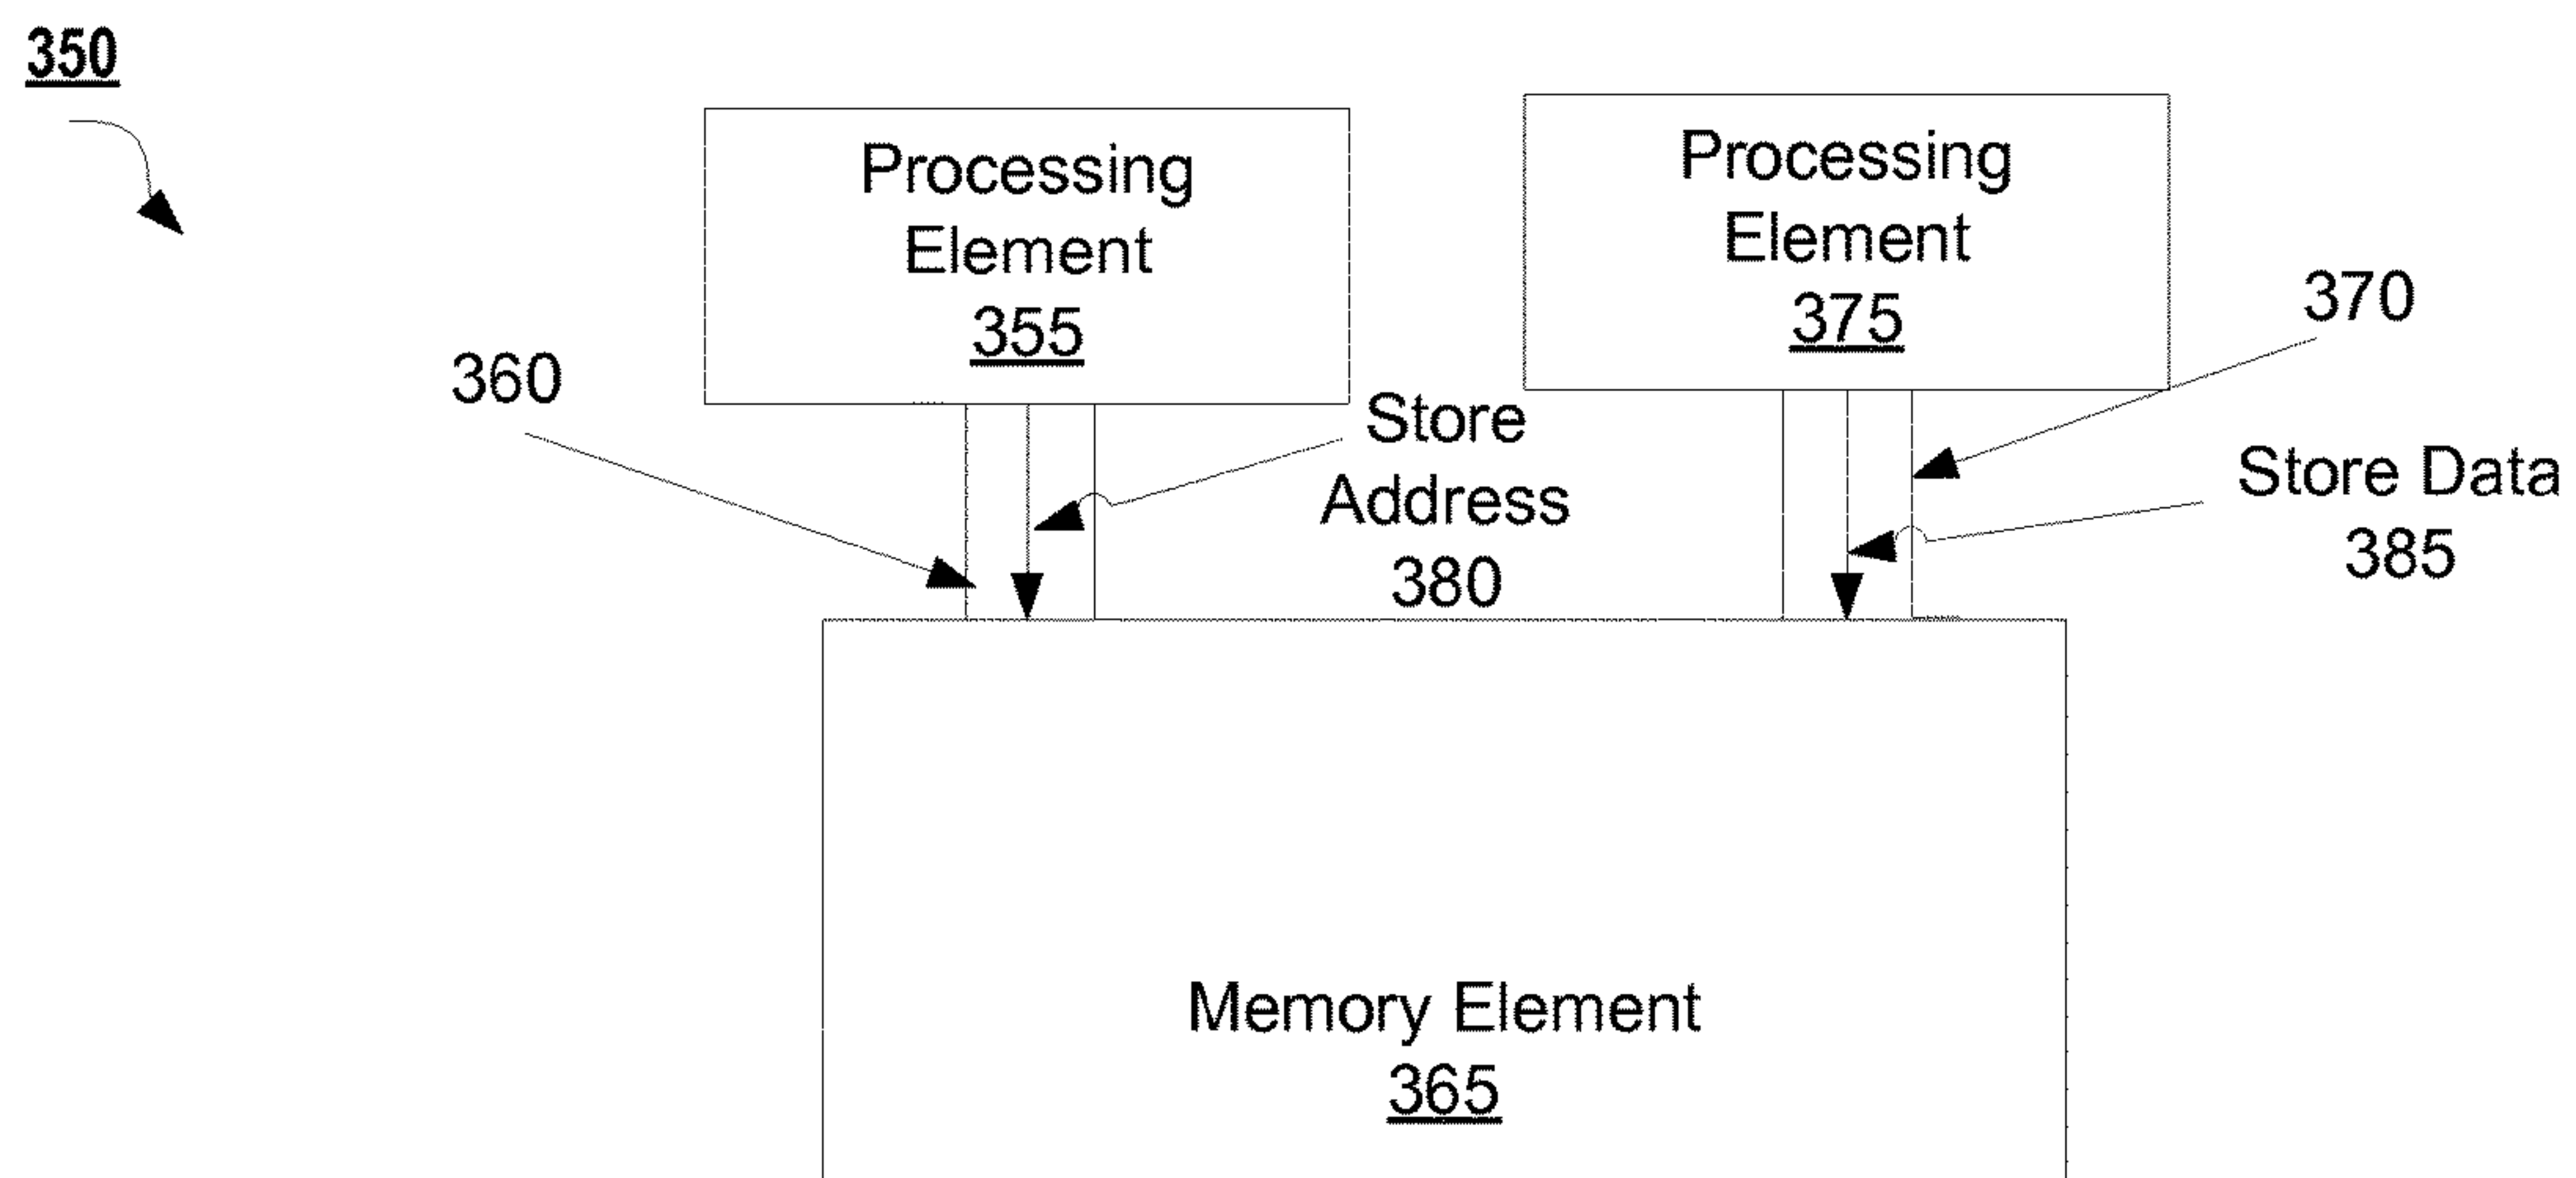 350
Processing
Element
355
Processing
Element
375
370
360
Store
Address
380
Store Data
385
Memory Element
365